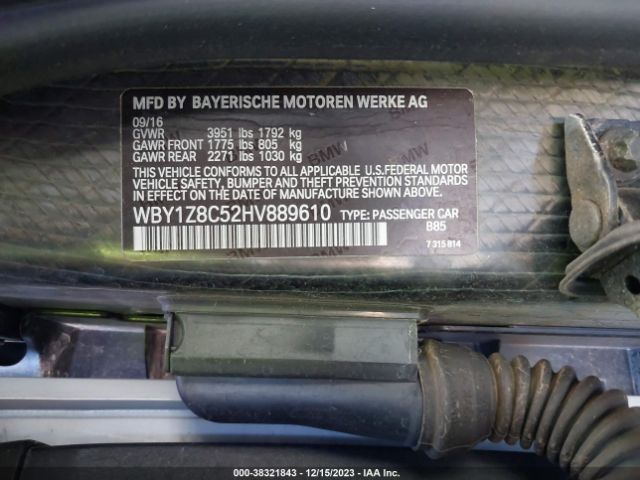 MFD BY BAYERISCHE MOTOREN WERKE AG
09/16
GVWR 3951 lbs 1792 kg
GAWR FRONT 1775 lbs 805 kg
GAWR REAR 2271 lbs 1030 kg
THIS VEHICLE CONFORMS TO ALL APPLICABLE U.S.FEDERAL MOTOR
VEHICLE SAFETY, BUMPER AND THEFT PREVENTION STANDARDS
IN EFFECT ON THE DATE OF MANUFACTURE SHOWN ABOVE.
WBY1Z8C52HV889610 TYPE: PASSENGER CAR
B85
7 315 814
BMW
BMW
000-38321843 - 12/15/2023 - IAA Inc.